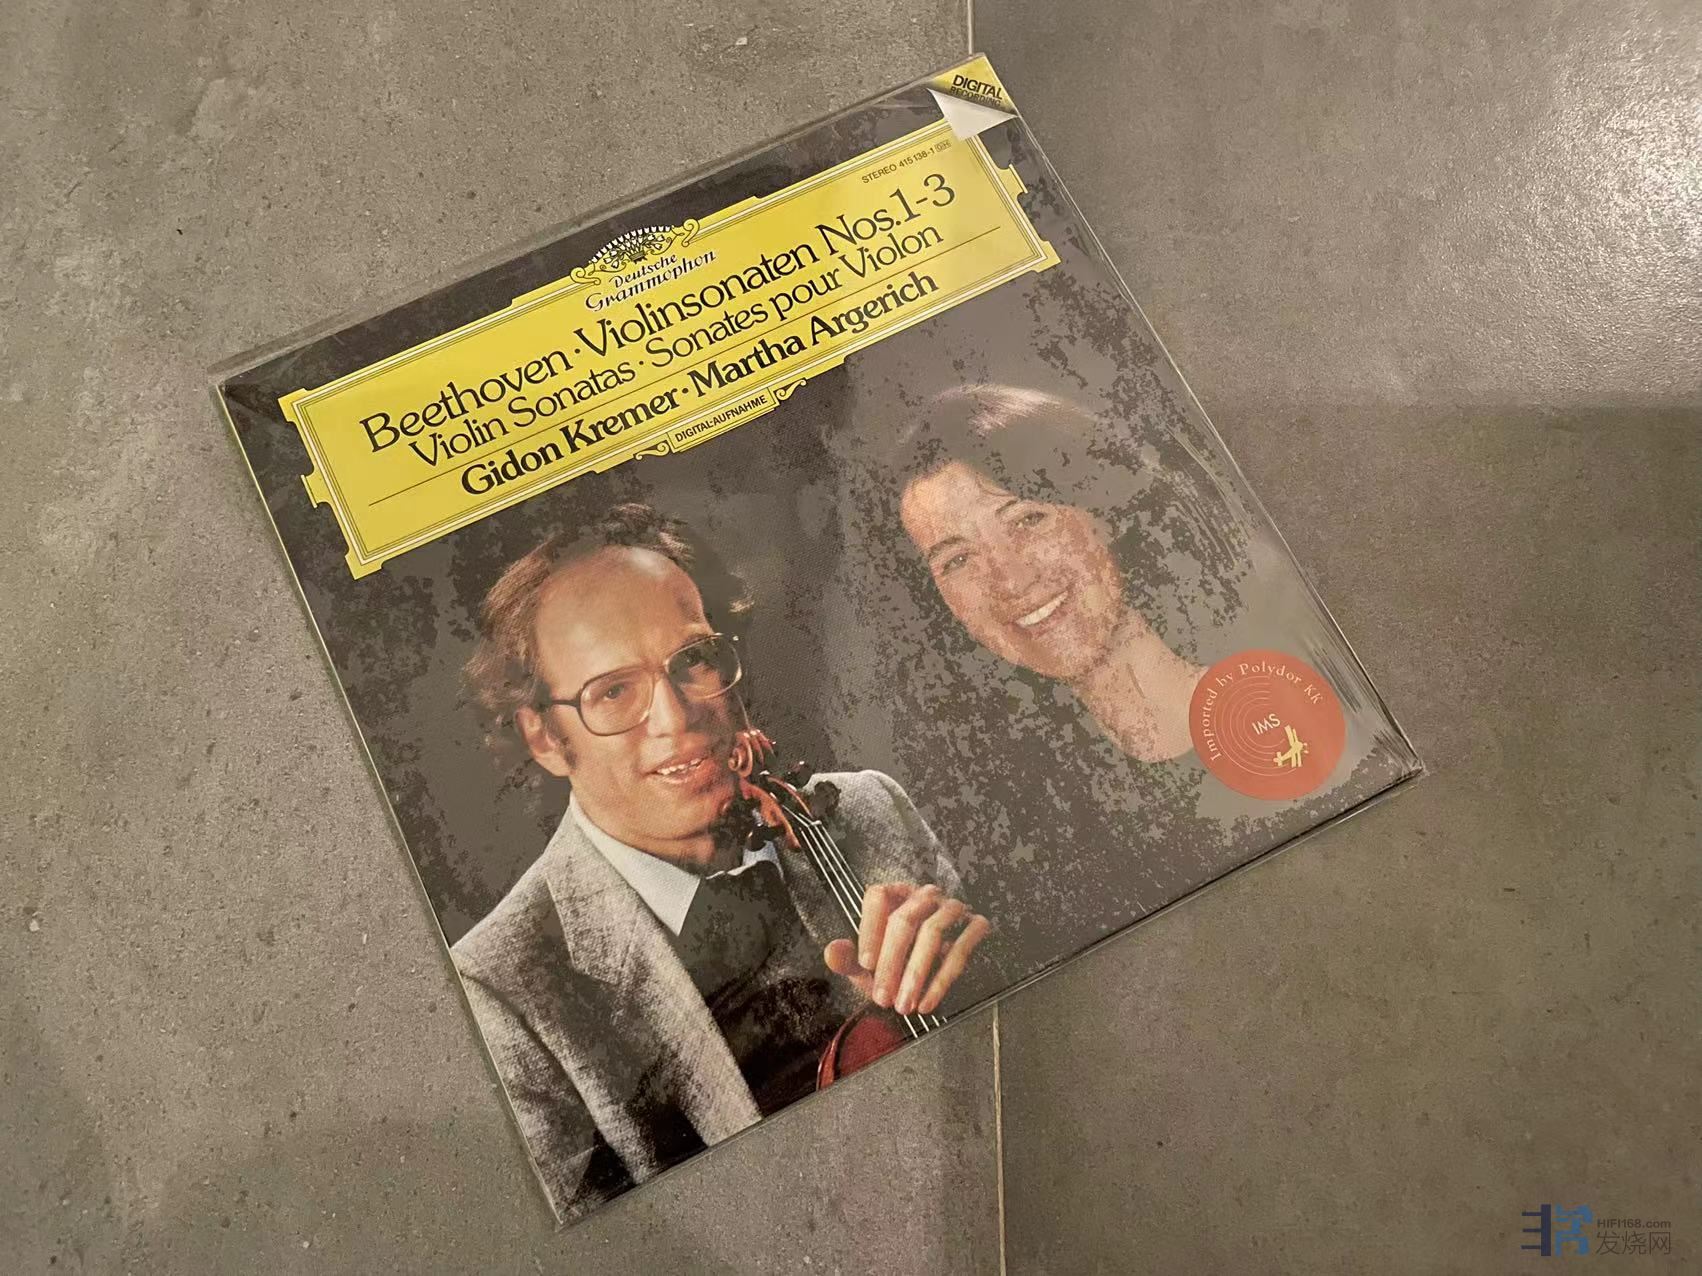 DIGITAL
RECORDING
STEREO 415 138-1 GH
Deutsche
Grammophon
Beethoven · Violinsonaten Nos.1-3
Violin Sonatas · Sonates pour Violon
Gidon Kremer · Martha Argerich
DIGITAL-AUFNAHME
Imported by Polydor KK
IMS
HIFI168.com
发烧网